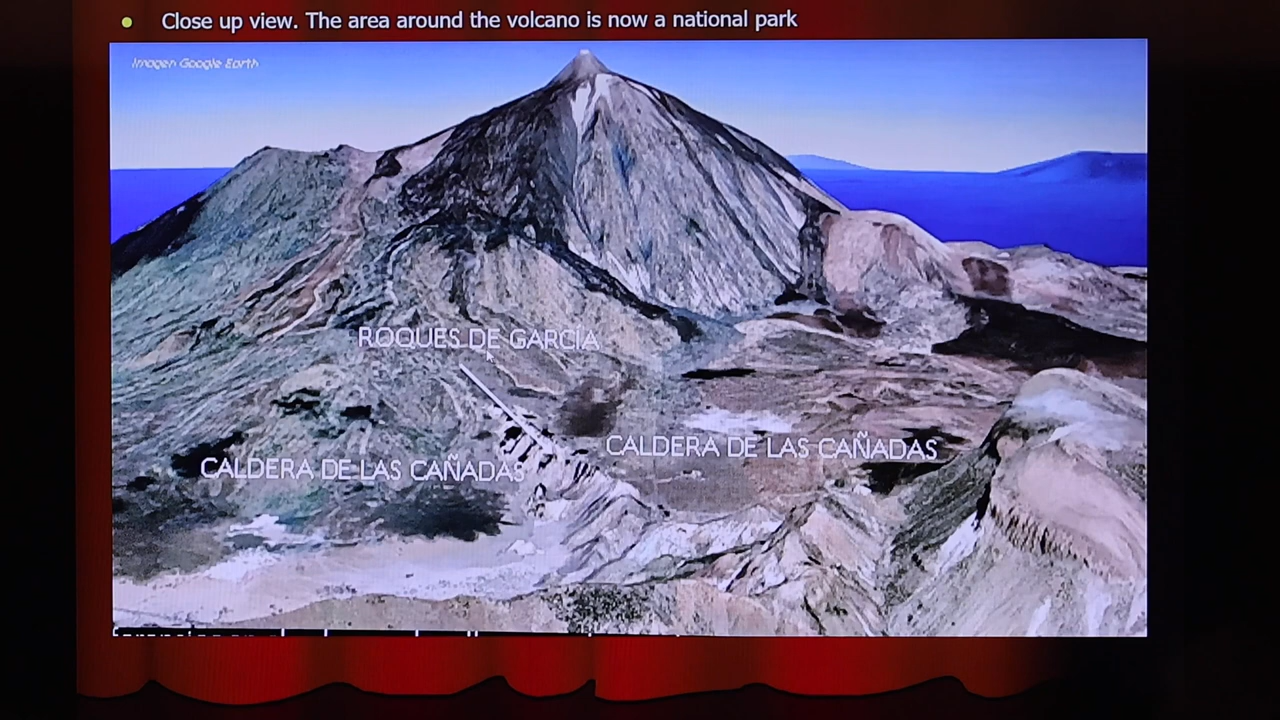 Close up view. The area around the volcano is now a national park
Imagen Google Earth
ROQUES DE GARCÍA
CALDERA DE LAS CAÑADAS
CALDERA DE LAS CAÑADAS